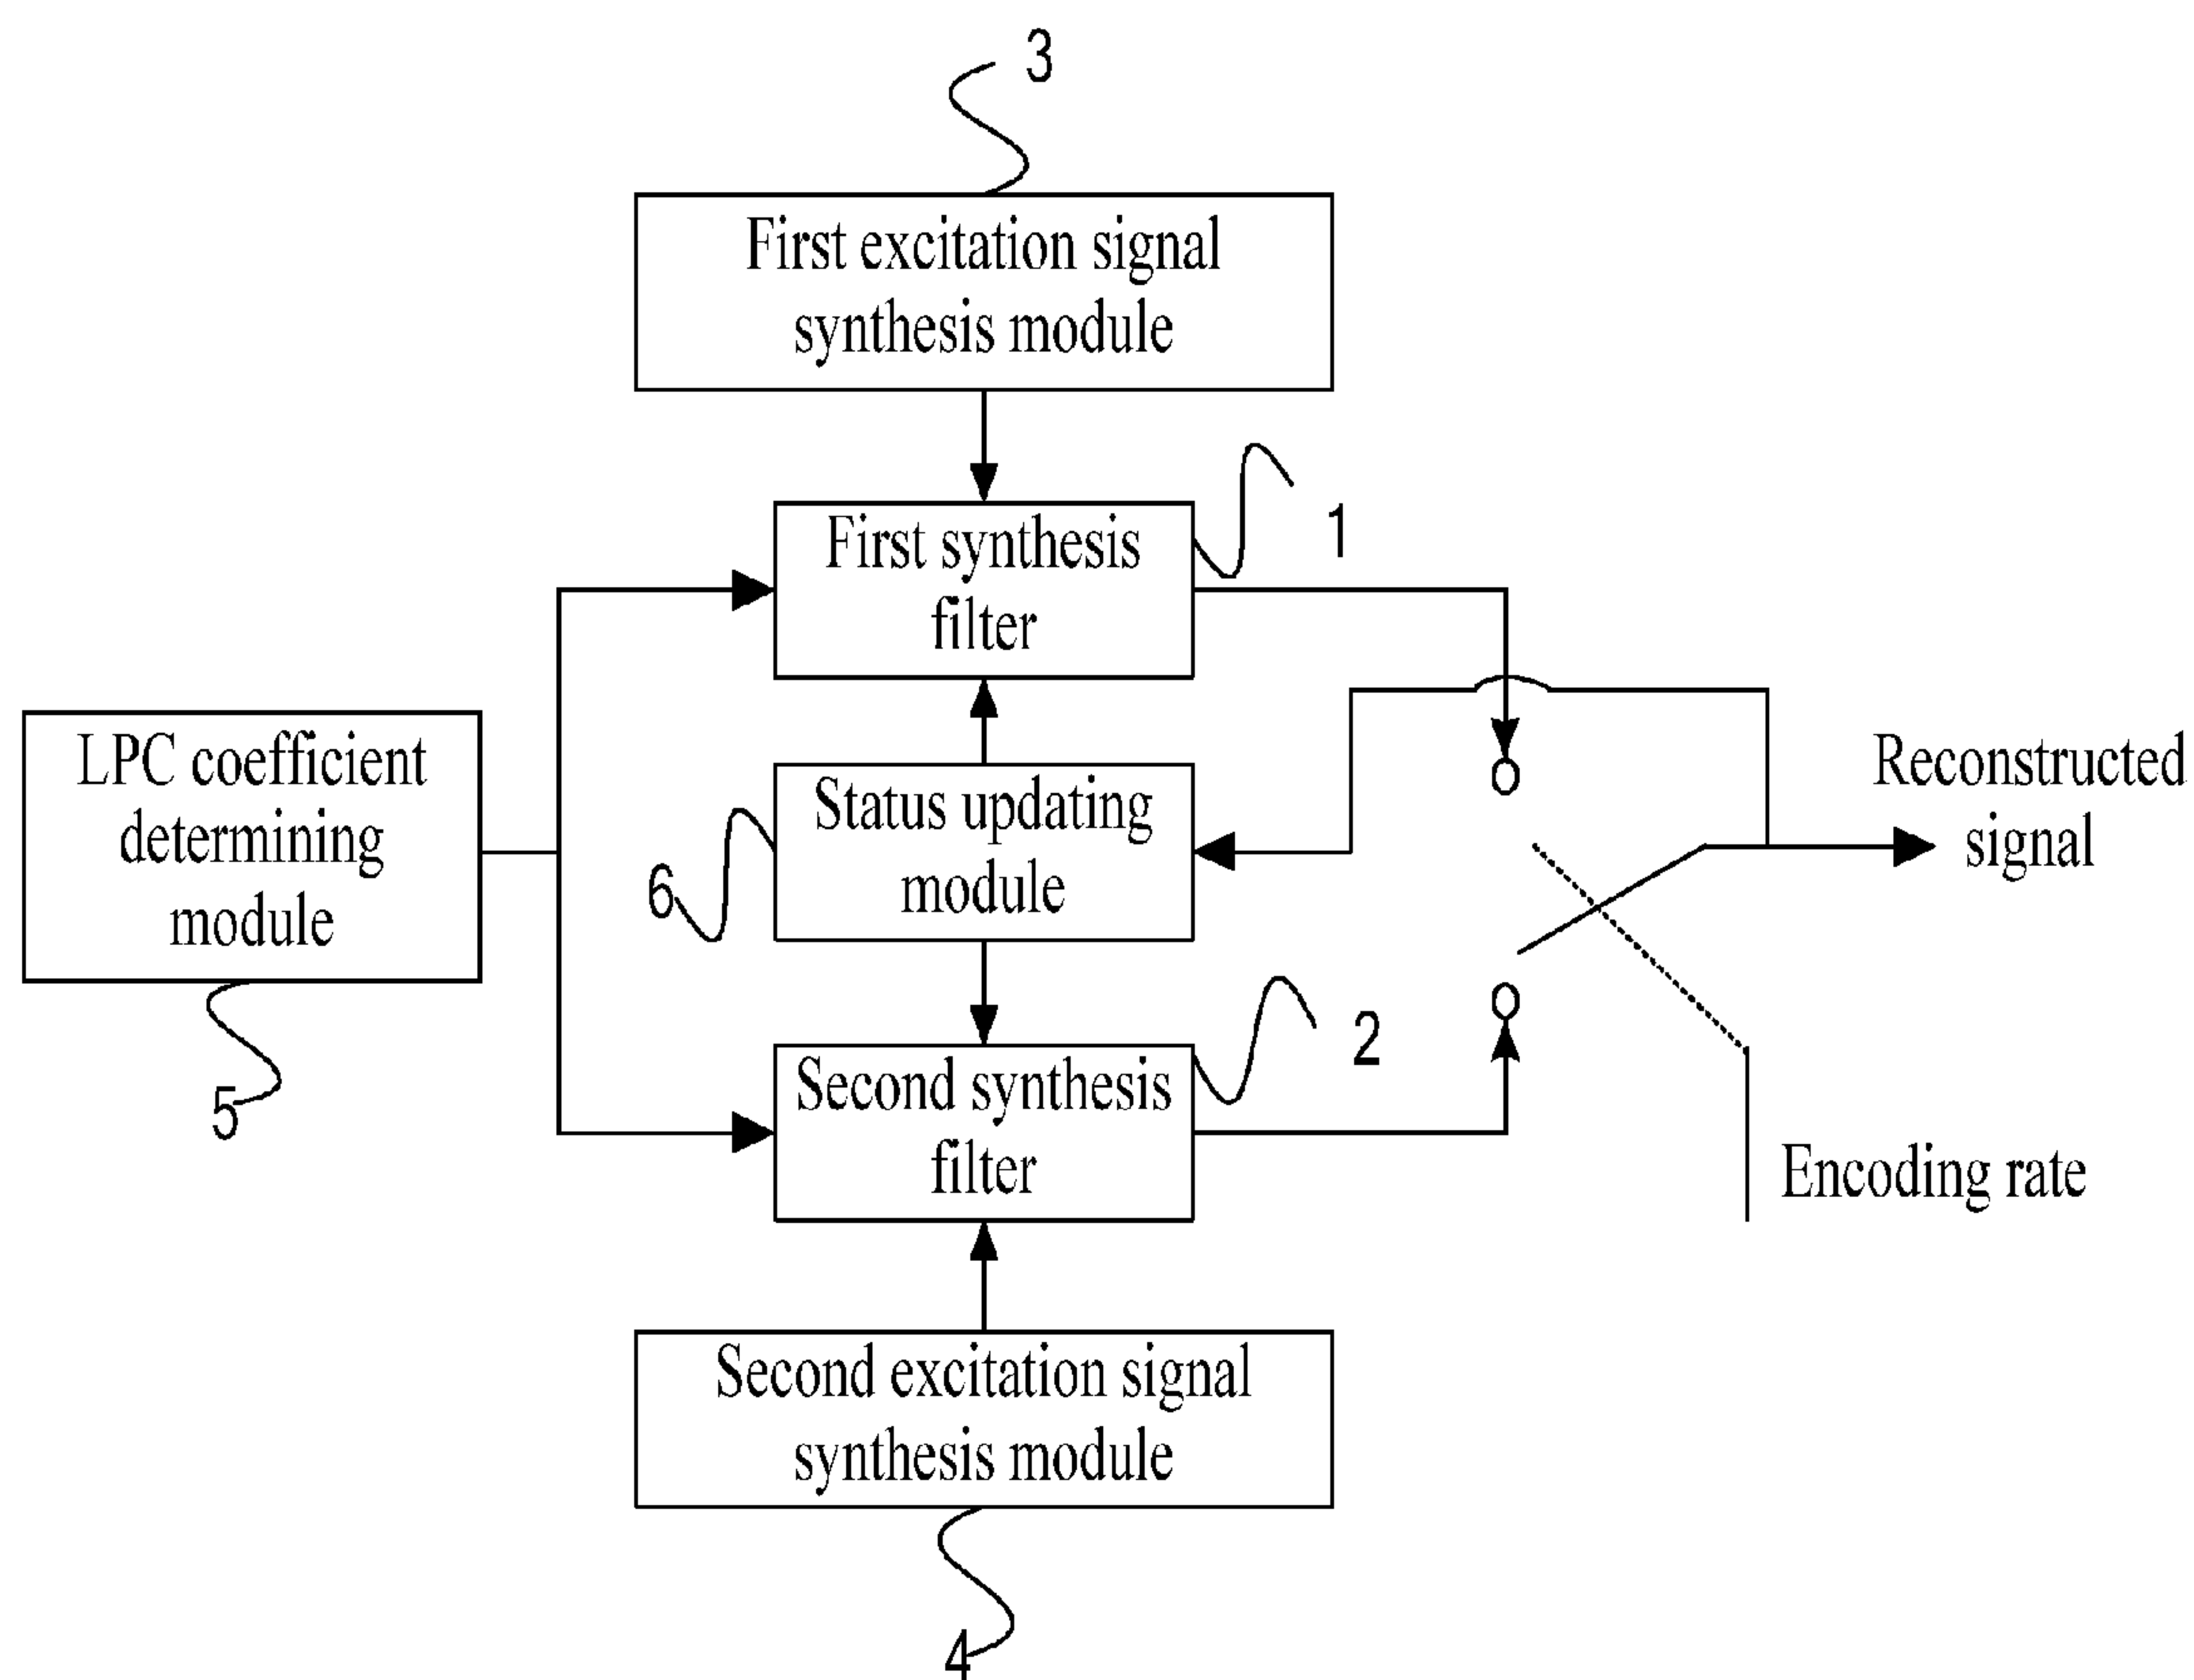 3
First excitation signal
synthesis module
1
First synthesis
filter
LPC coefficient
determining
module
5
Status updating
module
6
Reconstructed
signal
2
Second synthesis
filter
Encoding rate
Second excitation signal
synthesis module
4